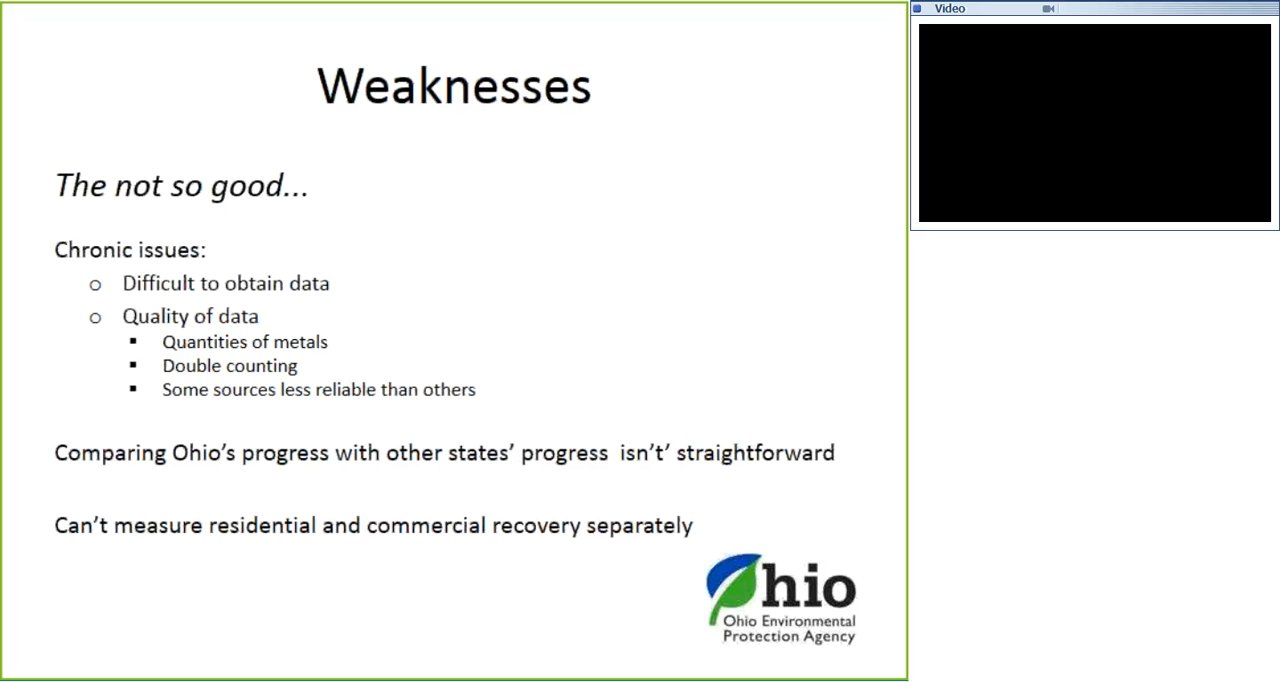 Weaknesses
The not so good...
Chronic issues:
o Difficult to obtain data
o Quality of data
▪ Quantities of metals
▪ Double counting
▪ Some sources less reliable than others
Comparing Ohio's progress with other states' progress  isn't' straightforward
Can't measure residential and commercial recovery separately
Ohio
Ohio Environmental
Protection Agency
Video